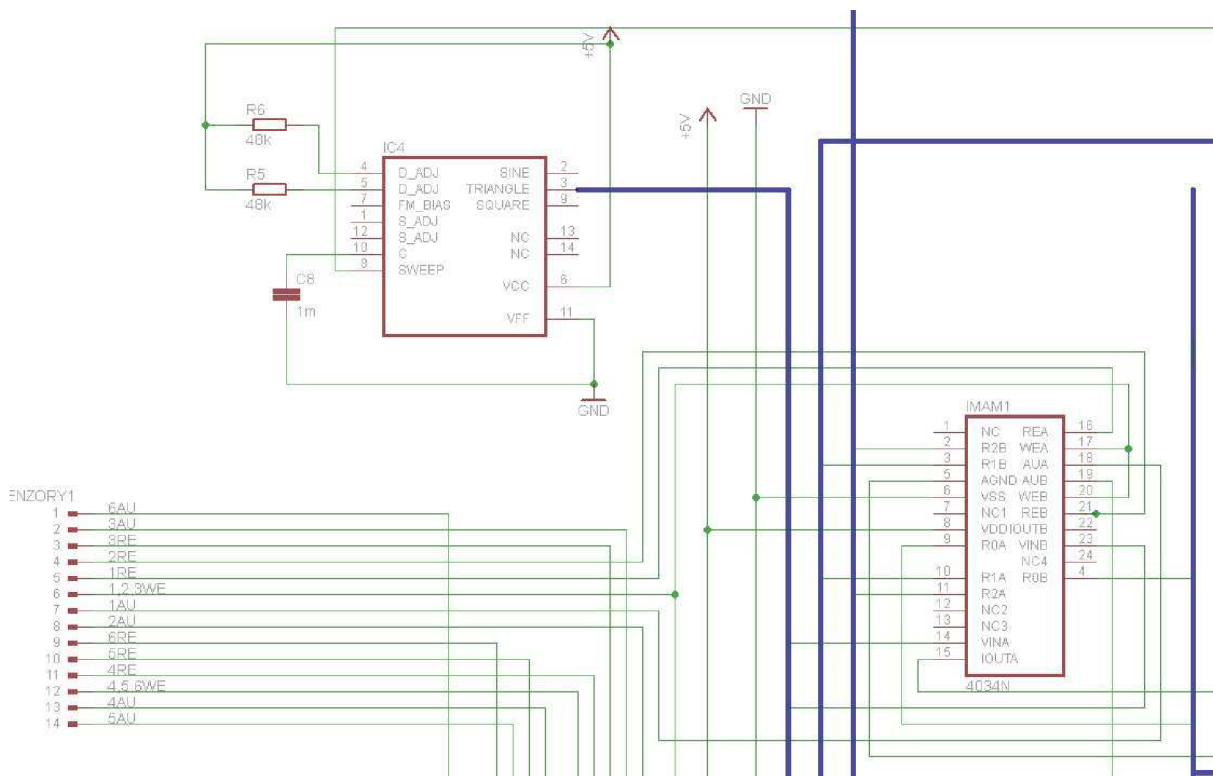 +5V
GND
+5V
R6
48k
R5
48k
IC4
4 D_ADJ SINE 2
5 D_ADJ TRIANGLE 3
7 FM_BIAS SQUARE 9
1 S_ADJ
12 S_ADJ NC 13
10 C NC 14
8 SWEEP
VCC 6
VFF 11
C8
1m
GND
IMAM1
1 NC REA 16
2 R2B WEA 17
3 R1B AUA 18
5 AGND AUB 19
6 VSS WEB 20
7 NC1 REB 21
8 VDD IOUTB 22
9 R0A VINB 23
NC4 24
10 R1A R0B 4
11 R2A
12 NC2
13 NC3
14 VINA
15 IOUTA
4034N
ENZORY1
1 6AU
2 3AU
3 3RE
4 2RE
5 1RE
6 1,2,3WE
7 1AU
8 2AU
9 6RE
10 5RE
11 4RE
12 4,5,6WE
13 4AU
14 5AU